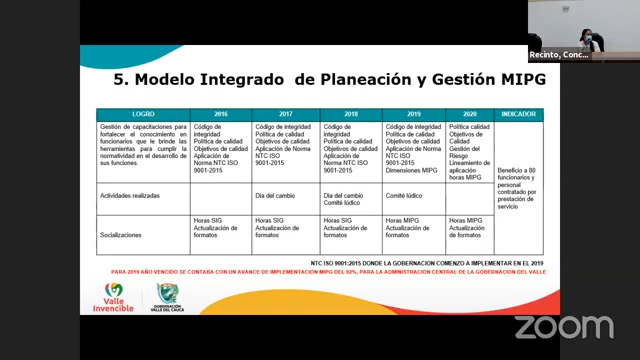 Recinto, Conc...
5. Modelo Integrado de Planeación y Gestión MIPG
LOGRO 2016 2017 2018 2019 2020 INDICADOR
Gestión de capacitaciones para
fortalecer el conocimiento en
funcionarios que le brinde las
herramientas para cumplir la
normatividad en el desarrollo de
sus funciones.
Código de
integridad
Política de calidad
Objetivos de calidad
Aplicación de
Norma NTC ISO
9001-2015
Código de integridad
Política de calidad
Objetivos de calidad
Aplicación de Norma
NTC ISO
9001-2015
Código de
integridad
Política de calidad
Objetivos de calidad
Aplicación de
Norma NTC ISO
9001-2015
Código de integridad
Política de calidad
Objetivos de calidad
Aplicación de Norma
NTC ISO
9001-2015
Dimensiones MIPG
Política calidad
Objetivos de
Calidad
Gestión del
Riesgo
Lineamiento de
aplicación
horas MIPG
Beneficio a 80
funcionarios y
personal
contratado por
prestación de
servicio
Actividades realizadas
Dia del cambio
Dia del cambio
Comité lúdico
Comité lúdico
Socializaciones
Horas SIG
Actualización de
formatos
Horas SIG
Actualización de
formatos
Horas SIG
Actualización de
formatos
Horas MIPG
Actualización de
formatos
Horas MIPG
Actualización
de formatos
NTC ISO 9001:2015 DONDE LA GOBERNACION COMENZO A IMPLEMENTAR EN EL 2019
PARA 2019 AÑO VENCIDO SE CONTABA CON UN AVANCE DE IMPLEMENTACION MIPG DEL 92%, PARA LA ADMINISTRACION CENTRAL DE LA GOBERNACION DEL VALLE
Valle
Invencible
GOBERNACIÓN
VALLE DEL CAUCA
zoom